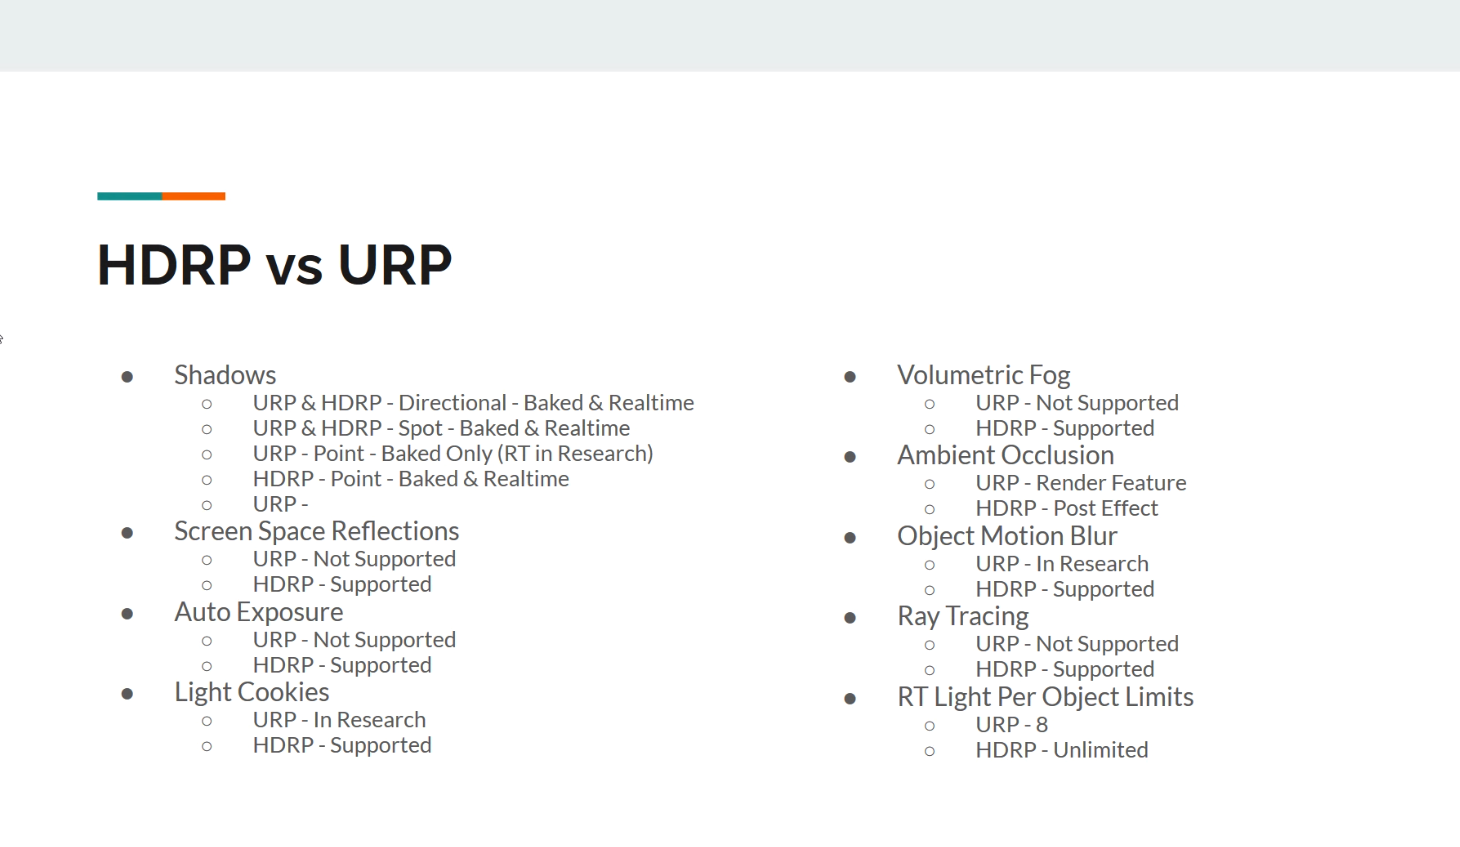 HDRP vs URP
● Shadows
○ URP & HDRP - Directional - Baked & Realtime
○ URP & HDRP - Spot - Baked & Realtime
○ URP - Point - Baked Only (RT in Research)
○ HDRP - Point - Baked & Realtime
○ URP -
● Screen Space Reflections
○ URP - Not Supported
○ HDRP - Supported
● Auto Exposure
○ URP - Not Supported
○ HDRP - Supported
● Light Cookies
○ URP - In Research
○ HDRP - Supported
● Volumetric Fog
○ URP - Not Supported
○ HDRP - Supported
● Ambient Occlusion
○ URP - Render Feature
○ HDRP - Post Effect
● Object Motion Blur
○ URP - In Research
○ HDRP - Supported
● Ray Tracing
○ URP - Not Supported
○ HDRP - Supported
● RT Light Per Object Limits
○ URP - 8
○ HDRP - Unlimited